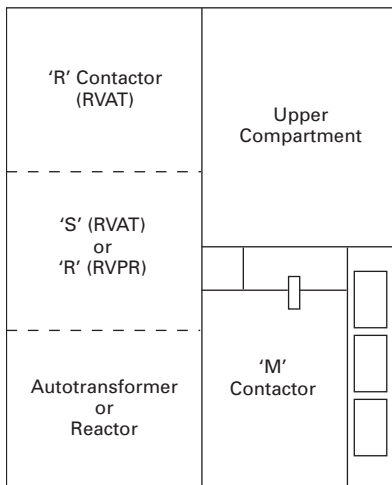 ‘R’ Contactor
(RVAT)
Upper
Compartment
‘S’ (RVAT)
or
‘R’ (RVPR)
Autotransformer
or
Reactor
‘M’
Contactor